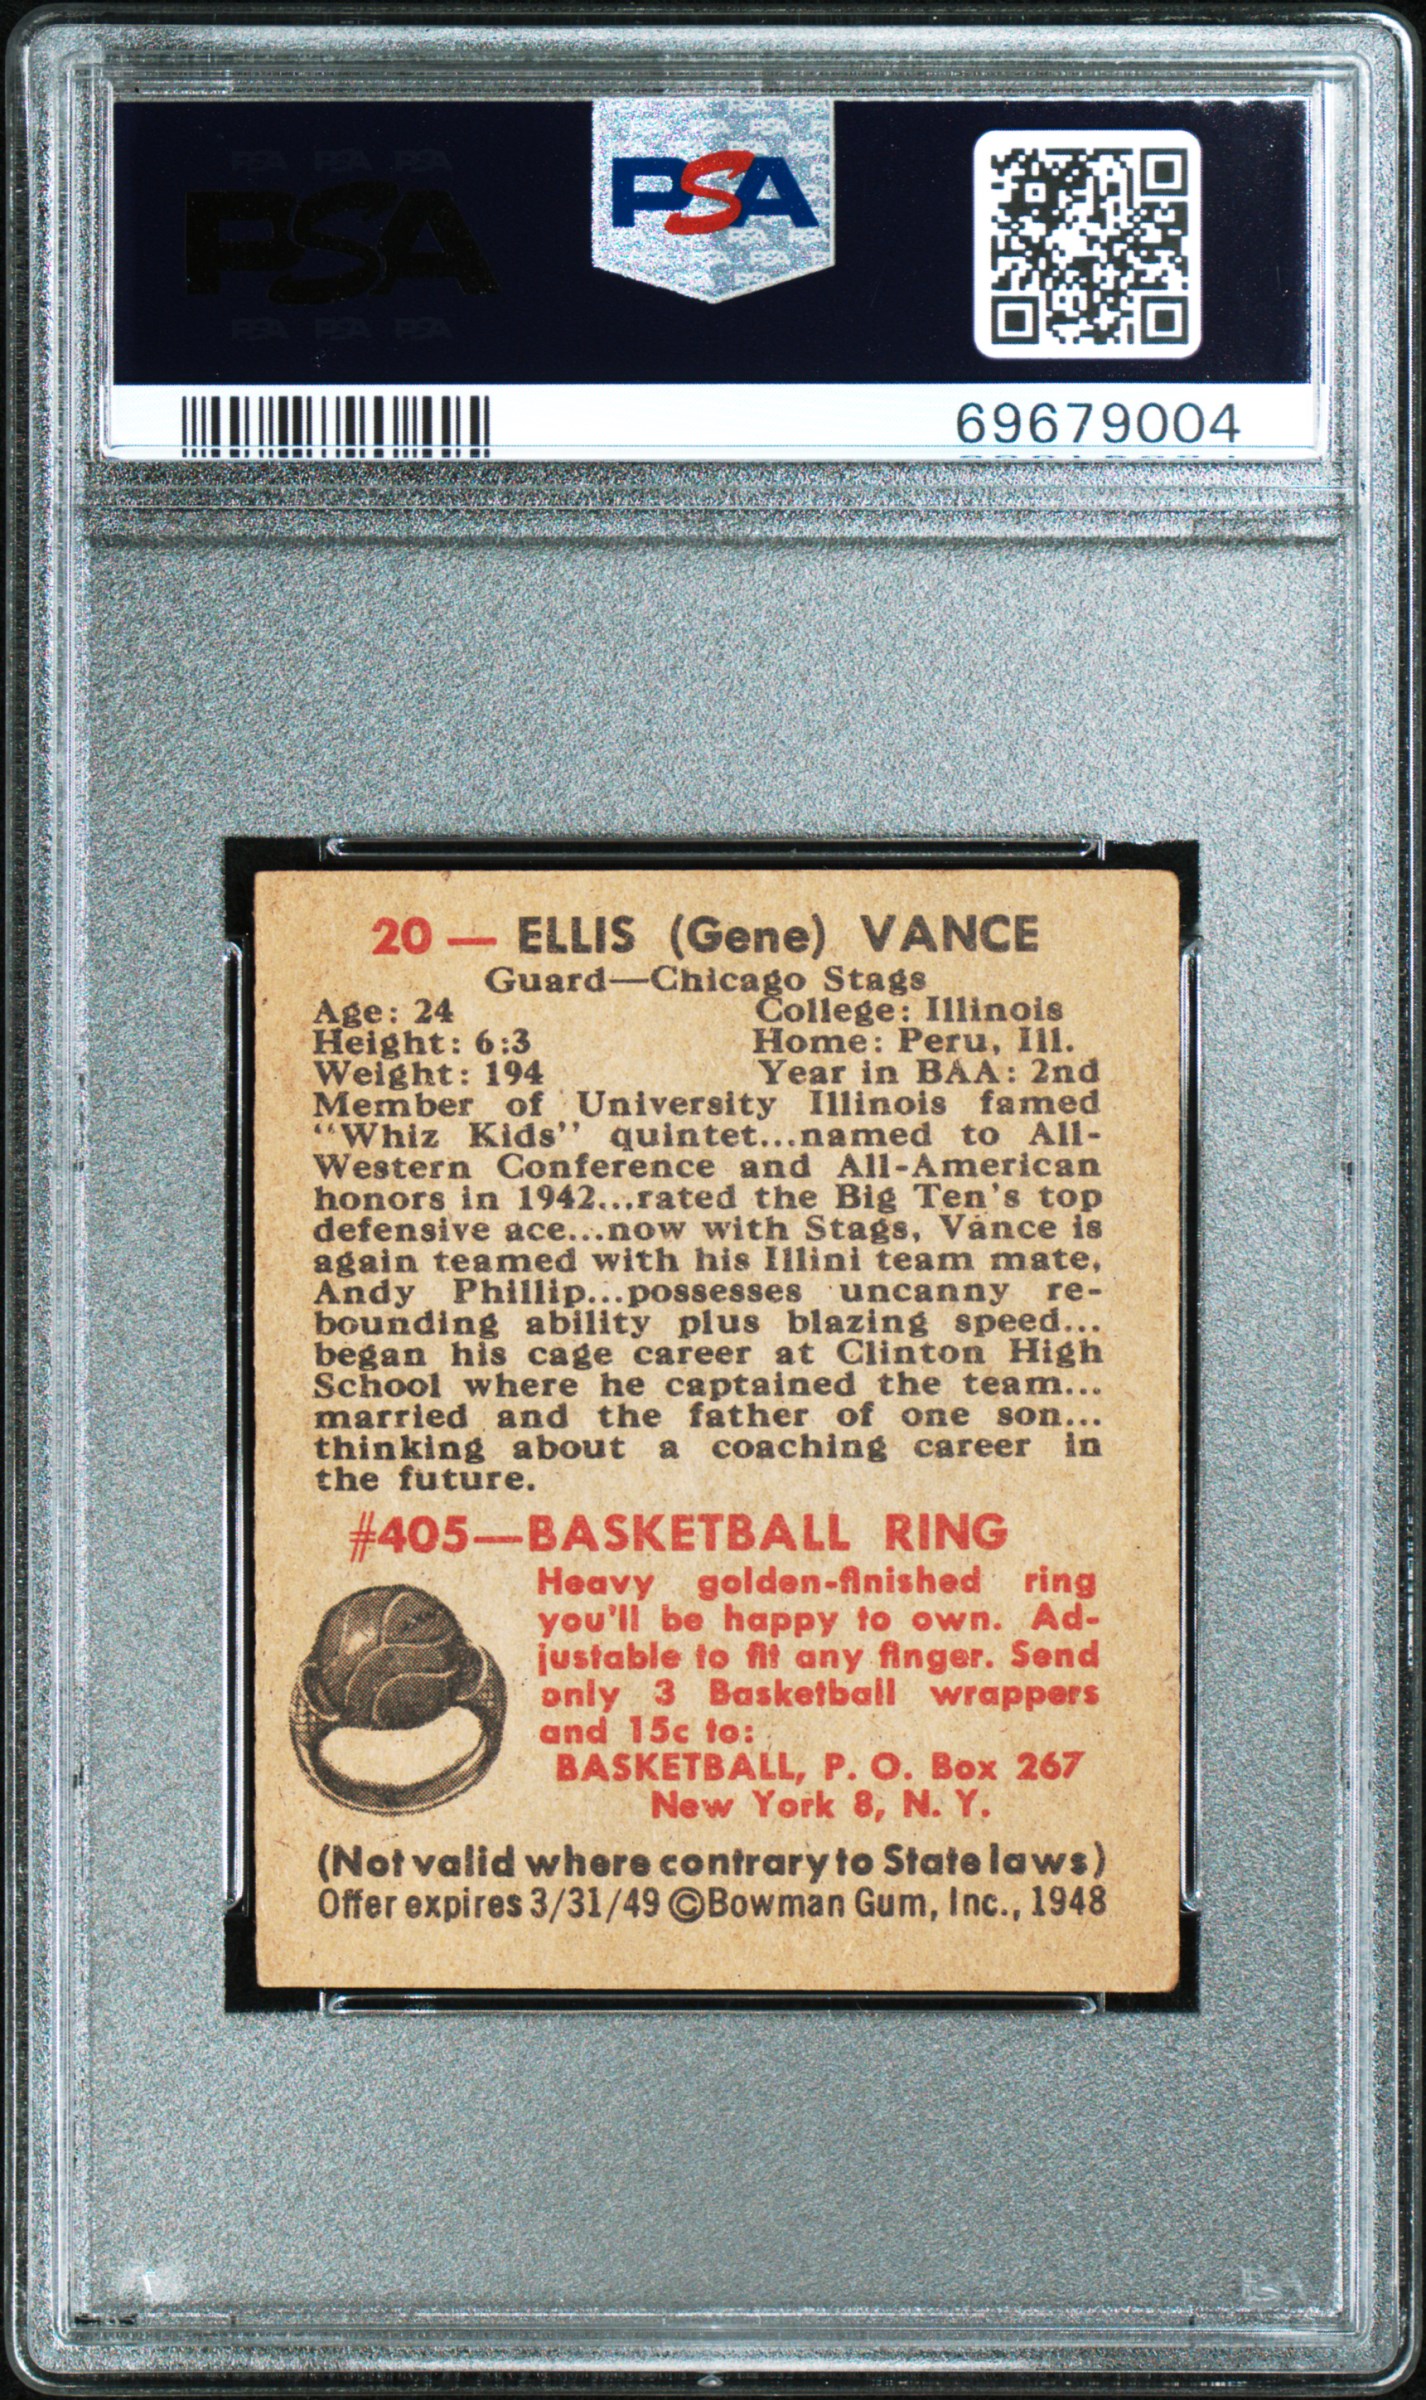 PSA PSA PSA
PSA
PSA PSA PSA
PSA
69679004
20 — ELLIS (Gene) VANCE
Guard—Chicago Stags
Age: 24 College: Illinois
Height: 6:3 Home: Peru, Ill.
Weight: 194 Year in BAA: 2nd
Member of University Illinois famed
"Whiz Kids" quintet...named to All-
Western Conference and All-American
honors in 1942...rated the Big Ten's top
defensive ace...now with Stags, Vance is
again teamed with his Illini team mate,
Andy Phillip...possesses uncanny re-
bounding ability plus blazing speed...
began his cage career at Clinton High
School where he captained the team...
married and the father of one son...
thinking about a coaching career in
the future.
#405—BASKETBALL RING
Heavy golden-finished ring
you'll be happy to own. Ad-
justable to fit any finger. Send
only 3 Basketball wrappers
and 15c to:
BASKETBALL, P. O. Box 267
New York 8, N. Y.
(Not valid where contrary to State laws)
Offer expires 3/31/49 ©Bowman Gum, Inc., 1948
PSA